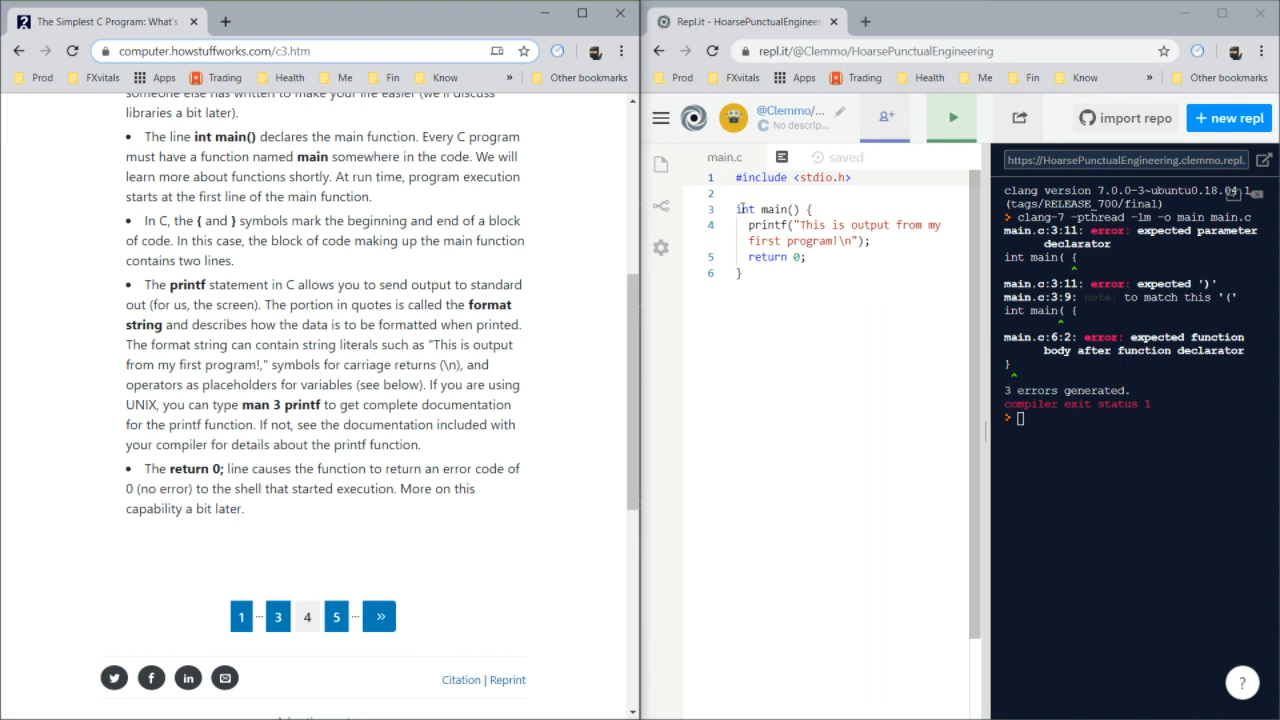 The Simplest C Program: What's
computer.howstuffworks.com/c3.htm
Prod FXvitals Apps Trading Health Me Fin Know » Other bookmarks
someone else has written to make your life easier (we'll discuss
libraries a bit later).
• The line int main() declares the main function. Every C program
must have a function named main somewhere in the code. We will
learn more about functions shortly. At run time, program execution
starts at the first line of the main function.
• In C, the { and } symbols mark the beginning and end of a block
of code. In this case, the block of code making up the main function
contains two lines.
• The printf statement in C allows you to send output to standard
out (for us, the screen). The portion in quotes is called the format
string and describes how the data is to be formatted when printed.
The format string can contain string literals such as "This is output
from my first program!," symbols for carriage returns (\n), and
operators as placeholders for variables (see below). If you are using
UNIX, you can type man 3 printf to get complete documentation
for the printf function. If not, see the documentation included with
your compiler for details about the printf function.
• The return 0; line causes the function to return an error code of
0 (no error) to the shell that started execution. More on this
capability a bit later.
1 ... 3 4 5 ... »
Citation | Reprint
Repl.it - HoarsePunctualEngineer
repl.it/@Clemmo/HoarsePunctualEngineering
Prod FXvitals Apps Trading Health Me Fin Know » Other bookmarks
@Clemmo/...
C No descrip...
import repo
+ new repl
main.c
saved
1 #include <stdio.h>
2
3 int main() {
4 printf("This is output from my
first program!\n");
5 return 0;
6 }
https://HoarsePunctualEngineering.clemmo.repl.
clang version 7.0.0-3~ubuntu0.18.04.1
(tags/RELEASE_700/final)
> clang-7 -pthread -lm -o main main.c
main.c:3:11: error: expected parameter
declarator
int main( {
^
main.c:3:11: error: expected ')'
main.c:3:9: note: to match this '('
int main( {
^
main.c:6:2: error: expected function
body after function declarator
}
^
3 errors generated.
compiler exit status 1
>
?